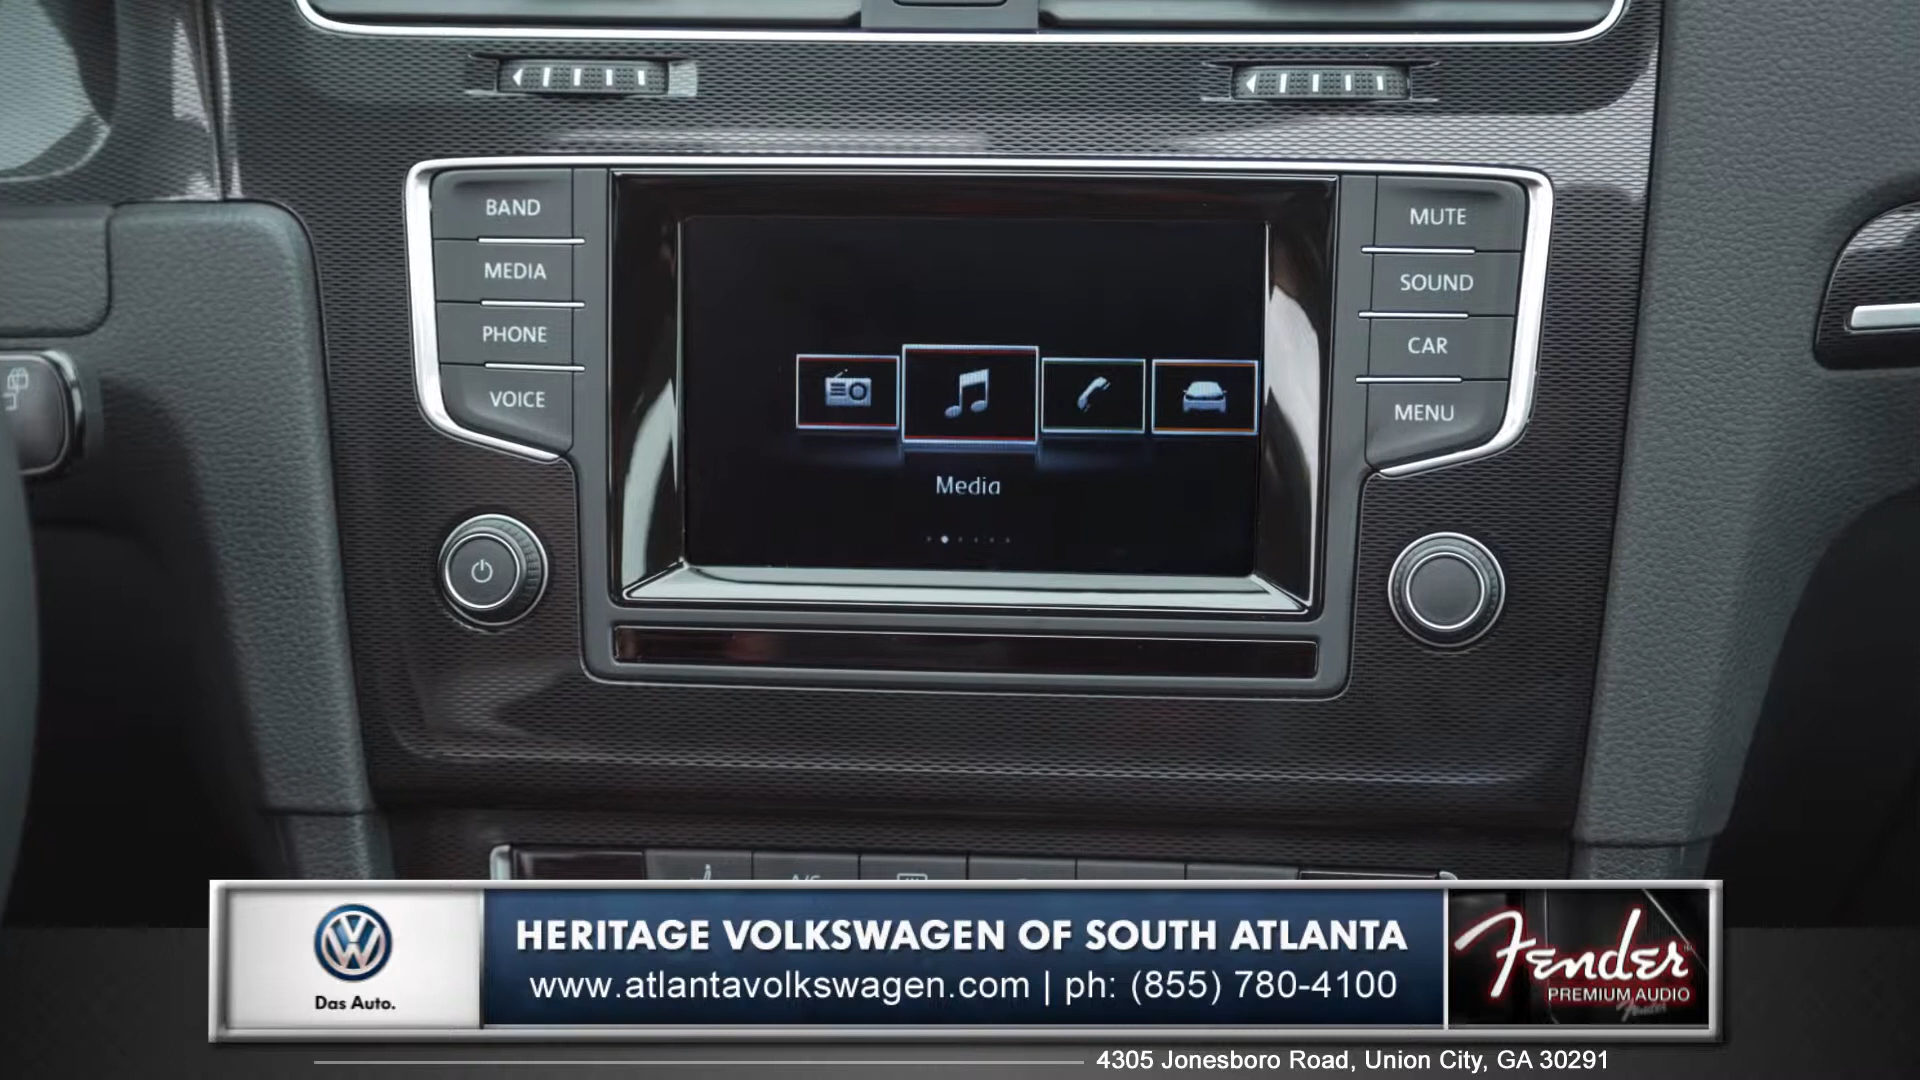 BAND
MEDIA
PHONE
VOICE
MUTE
SOUND
CAR
MENU
Media
Das Auto.
HERITAGE VOLKSWAGEN OF SOUTH ATLANTA
www.atlantavolkswagen.com | ph: (855) 780-4100
Fender
PREMIUM AUDIO
Fender
4305 Jonesboro Road, Union City, GA 30291